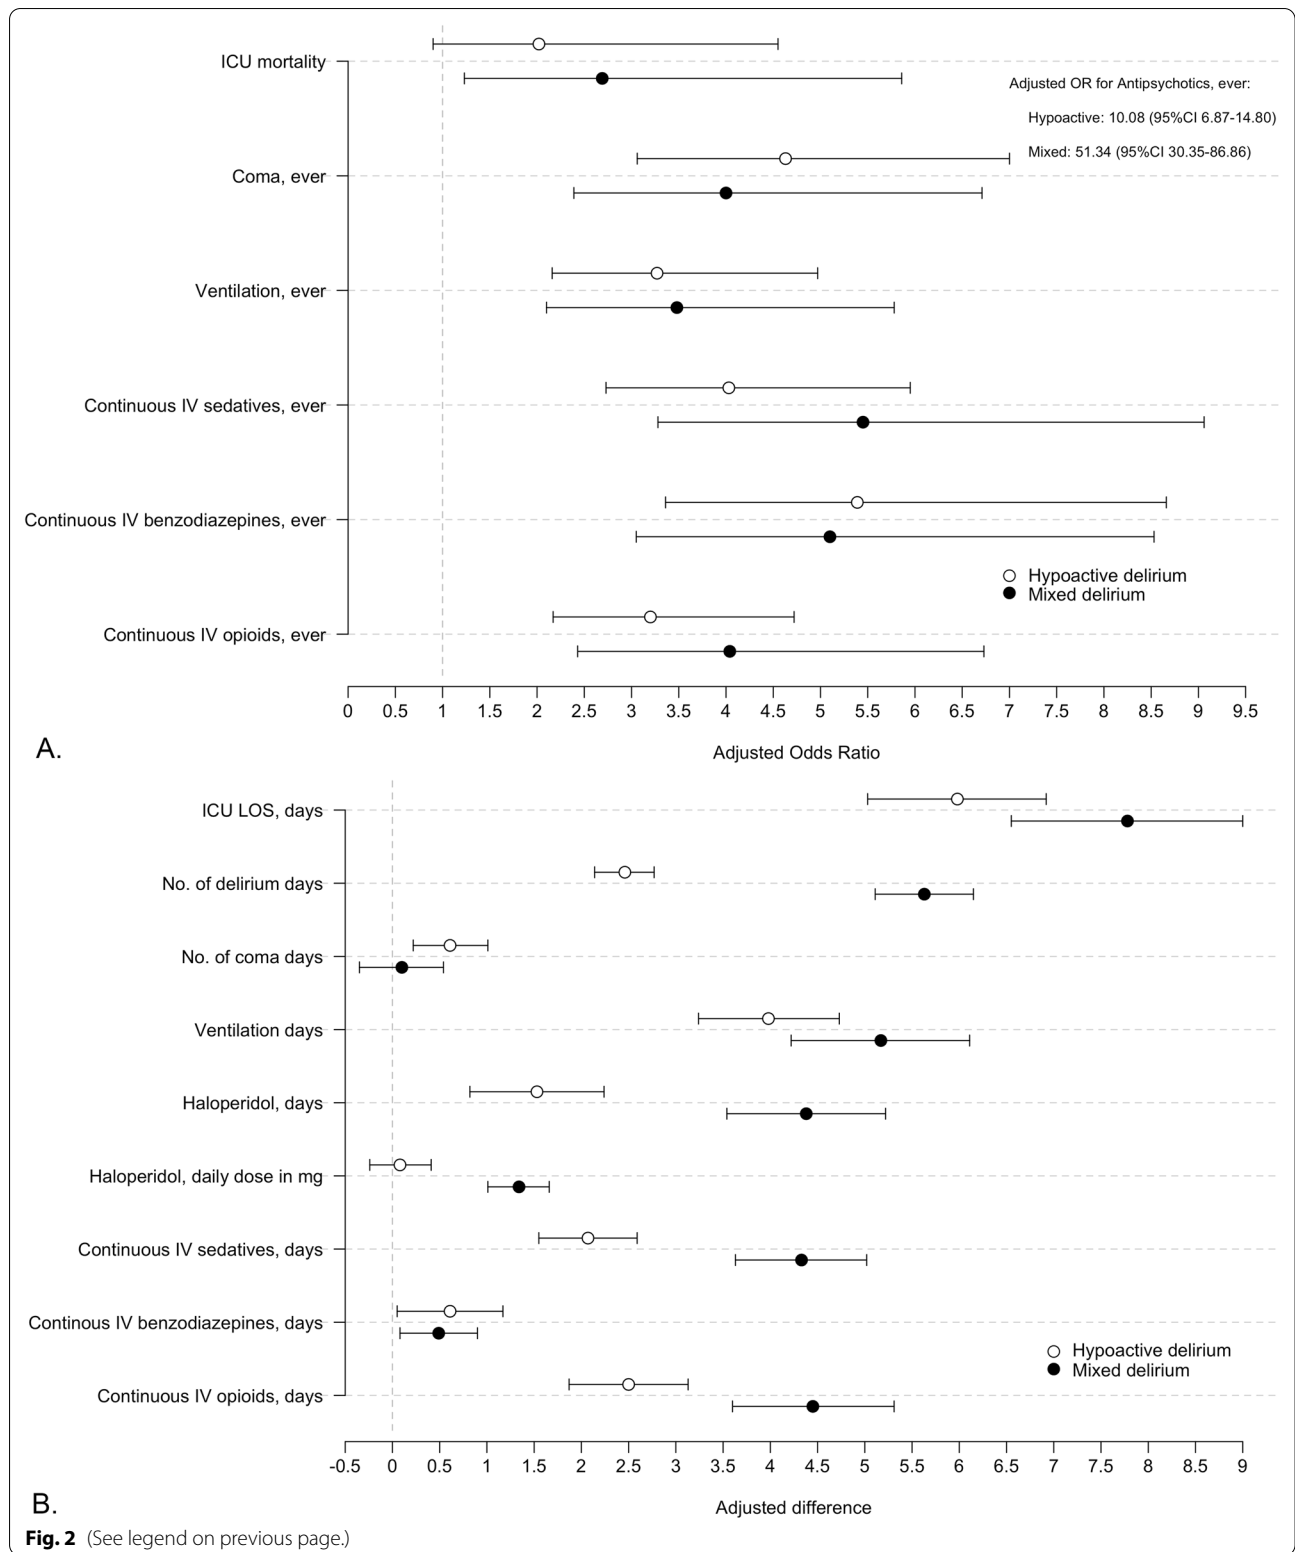 ICU mortality
Adjusted OR for Antipsychotics, ever:
Hypoactive: 10.08 (95%CI 6.87-14.80)
Mixed: 51.34 (95%CI 30.35-86.86)
Coma, ever
Ventilation, ever
Continuous IV sedatives, ever
Continuous IV benzodiazepines, ever
Hypoactive delirium
Mixed delirium
Continuous IV opioids, ever
0 0.5 1 1.5 2 2.5 3 3.5 4 4.5 5 5.5 6 6.5 7 7.5 8 8.5 9 9.5
A.
Adjusted Odds Ratio
ICU LOS, days
No. of delirium days
No. of coma days
Ventilation days
Haloperidol, days
Haloperidol, daily dose in mg
Continuous IV sedatives, days
Continous IV benzodiazepines, days
Hypoactive delirium
Mixed delirium
Continuous IV opioids, days
-0.5 0 0.5 1 1.5 2 2.5 3 3.5 4 4.5 5 5.5 6 6.5 7 7.5 8 8.5 9
B.
Adjusted difference
Fig. 2 (See legend on previous page.)